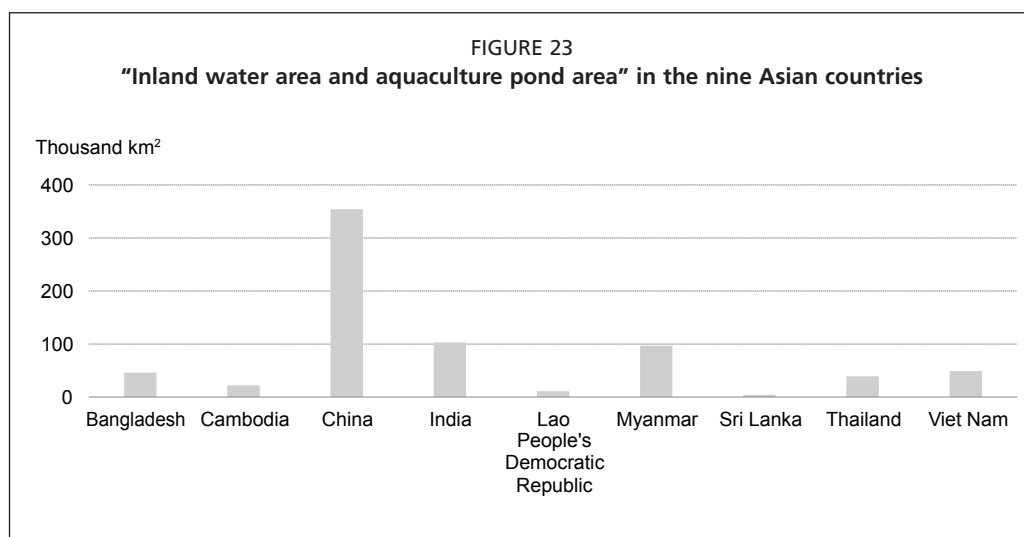 FIGURE 23
“Inland water area and aquaculture pond area” in the nine Asian countries
Thousand km²
400
300
200
100
0
Bangladesh Cambodia China India Lao People's Democratic Republic Myanmar Sri Lanka Thailand Viet Nam